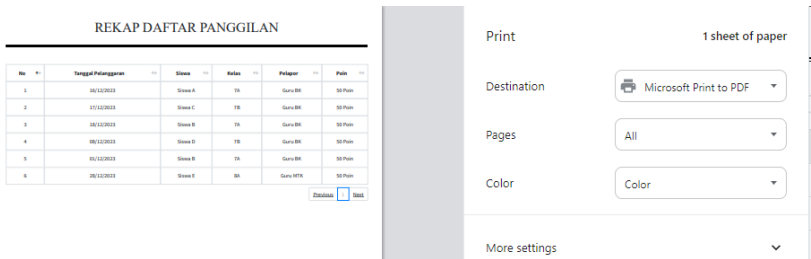 REKAP DAFTAR PANGGILAN
No Tanggal Pelanggaran Siswa Kelas Pelapor Poin
1 16/12/2023 Siswa A 7A Guru BK 50 Poin
2 17/12/2023 Siswa C 7B Guru BK 50 Poin
3 18/12/2023 Siswa B 7A Guru BK 50 Poin
4 08/12/2023 Siswa D 7B Guru BK 50 Poin
5 01/12/2023 Siswa B 7A Guru BK 50 Poin
6 28/12/2023 Siswa E 8A Guru MTK 50 Poin
Previous 1 Next
Print 1 sheet of paper
Destination Microsoft Print to PDF
Pages All
Color Color
More settings